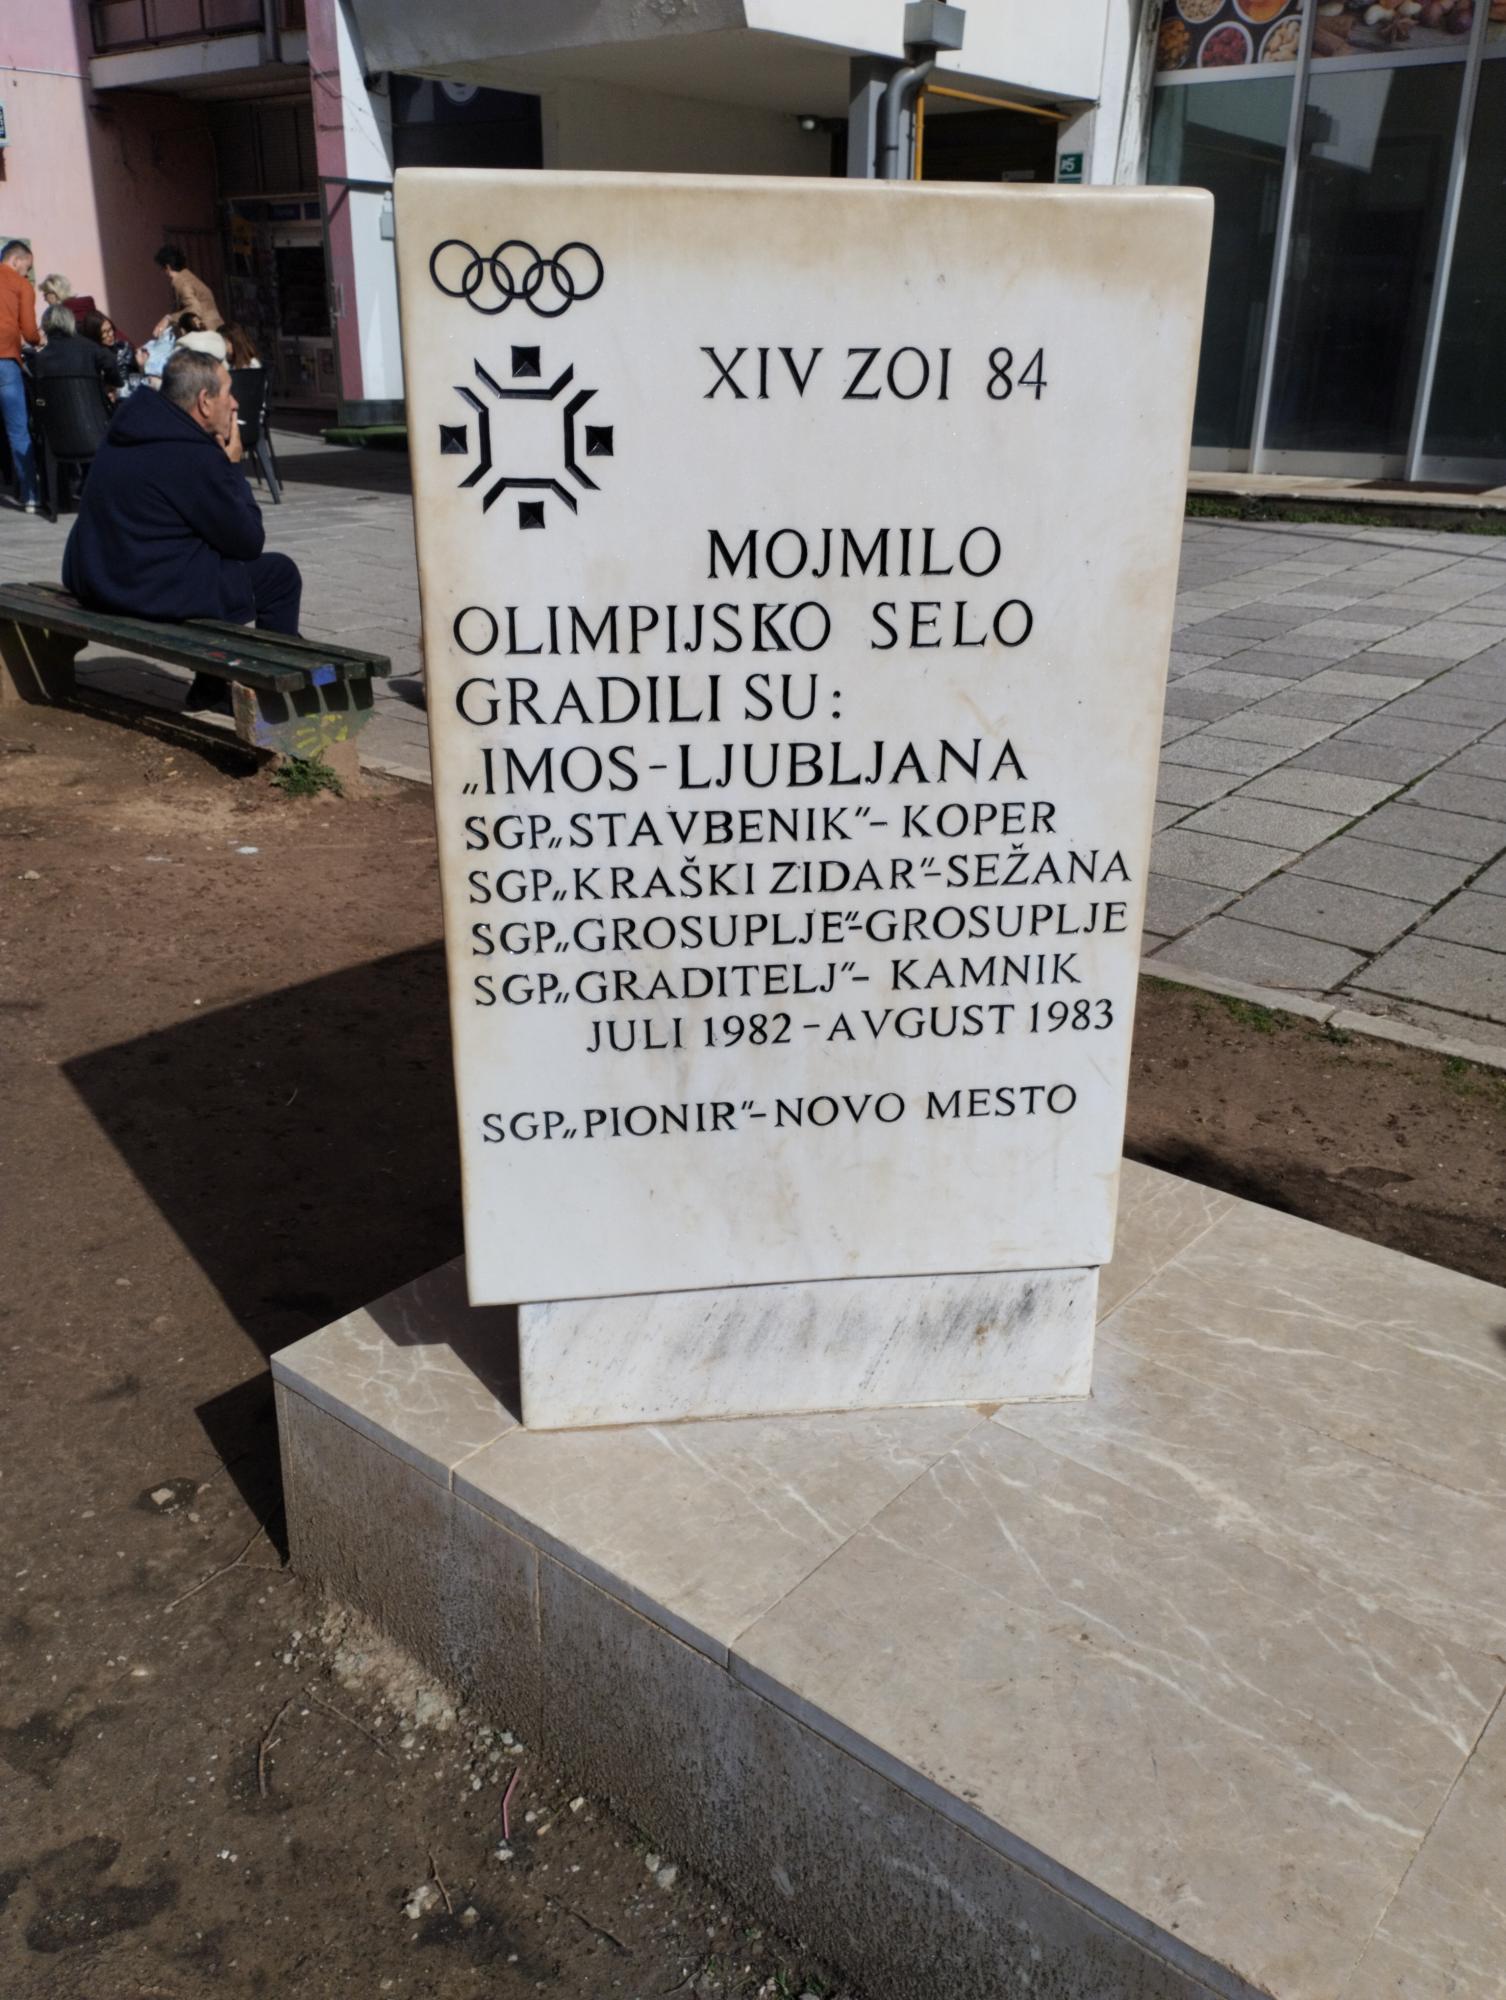 XIV ZOI 84
MOJMILO
OLIMPIJSKO SELO
GRADILI SU:
„IMOS-LJUBLJANA
SGP„STAVBENIK”-KOPER
SGP„KRAŠKI ZIDAR”-SEŽANA
SGP„GROSUPLJE”-GROSUPLJE
SGP„GRADITELJ”- KAMNIK
JULI 1982-AVGUST 1983
SGP„PIONIR”-NOVO MESTO